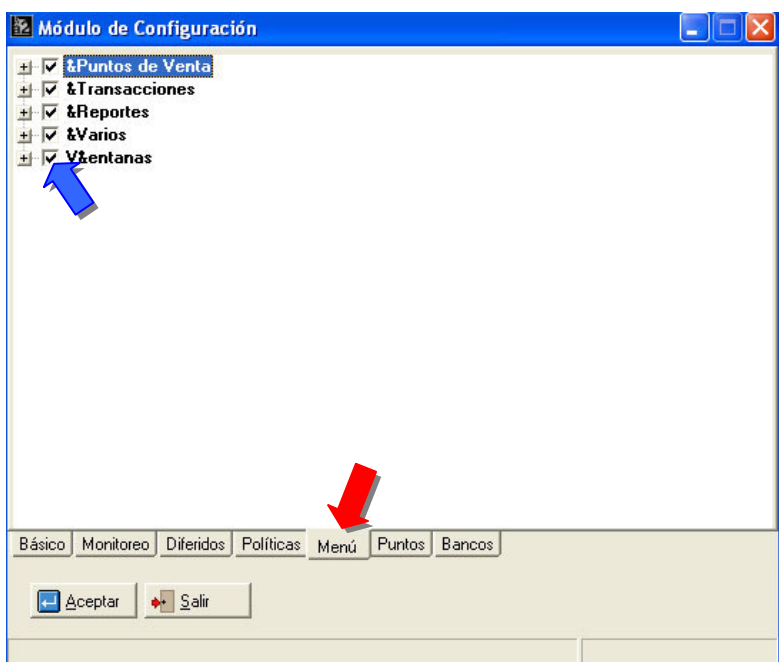 Módulo de Configuración
&Puntos de Venta
&Transacciones
&Reportes
&Varios
V&entanas
Básico Monitoreo Diferidos Políticas Menú Puntos Bancos
Aceptar Salir